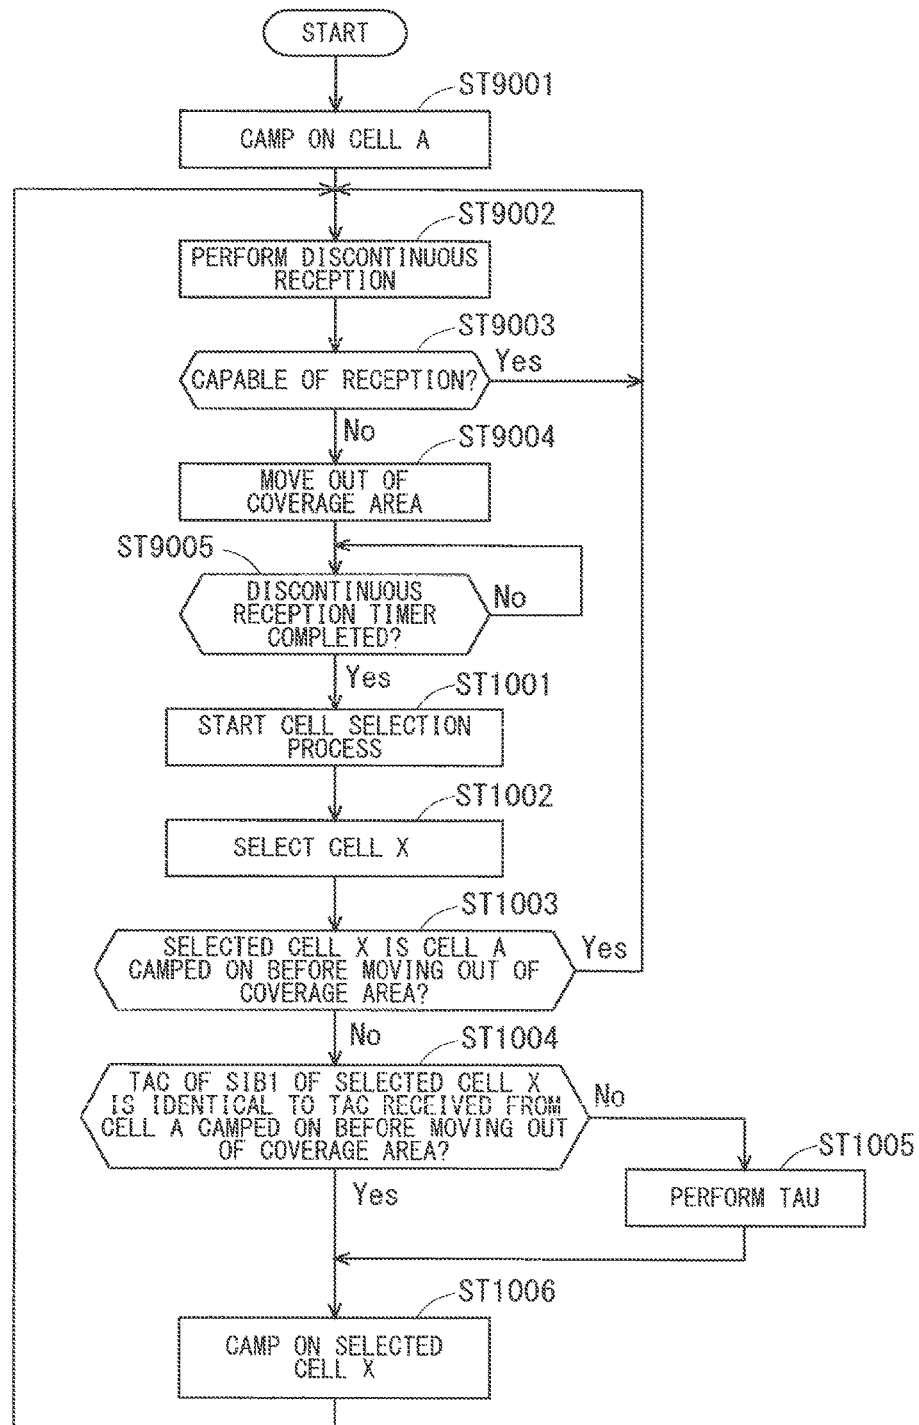 START
ST9001
CAMP ON CELL A
ST9002
PERFORM DISCONTINUOUS
RECEPTION
ST9003
CAPABLE OF RECEPTION?
Yes
No
ST9004
MOVE OUT OF
COVERAGE AREA
ST9005
DISCONTINUOUS
RECEPTION TIMER
COMPLETED?
No
Yes
ST1001
START CELL SELECTION
PROCESS
ST1002
SELECT CELL X
ST1003
SELECTED CELL X IS CELL A
CAMPED ON BEFORE MOVING OUT OF
COVERAGE AREA?
Yes
No
ST1004
TAC OF SIB1 OF SELECTED CELL X
IS IDENTICAL TO TAC RECEIVED FROM
CELL A CAMPED ON BEFORE MOVING OUT
OF COVERAGE AREA?
No
Yes
ST1005
PERFORM TAU
ST1006
CAMP ON SELECTED
CELL X